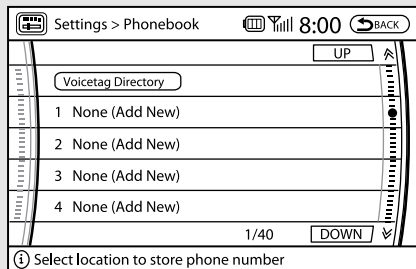 Settings > Phonebook 8:00 BACK
UP
Voicetag Directory
1 None (Add New)
2 None (Add New)
3 None (Add New)
4 None (Add New)
1/40 DOWN
i Select location to store phone number